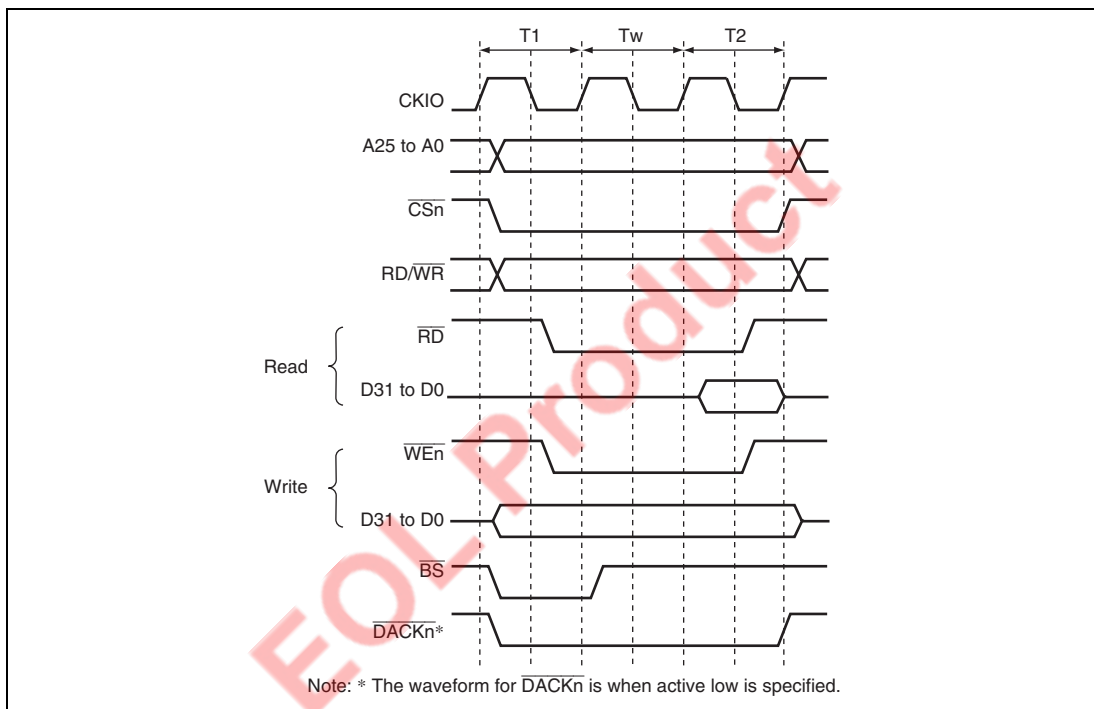 T1 Tw T2
CKIO
A25 to A0
CSn
RD/WR
RD
Read
D31 to D0
WEn
Write
D31 to D0
BS
DACKn*
Note: * The waveform for DACKn is when active low is specified.
EOL Product